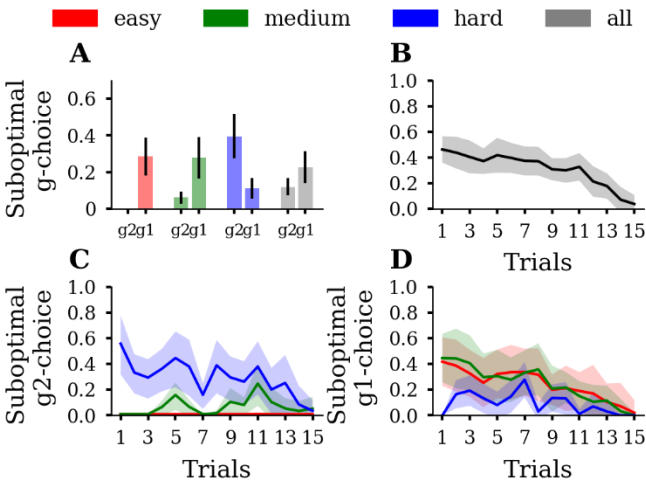 easy medium hard all
A
Suboptimal
g-choice
0.6
0.4
0.2
0
g2g1 g2g1 g2g1 g2g1
B
1.0
0.8
0.6
0.4
0.2
0.0
1 3 5 7 9 11 13 15
Trials
C
Suboptimal
g2-choice
1.0
0.8
0.6
0.4
0.2
0.0
1 3 5 7 9 11 13 15
Trials
D
Suboptimal
g1-choice
1.0
0.8
0.6
0.4
0.2
0.0
1 3 5 7 9 11 13 15
Trials